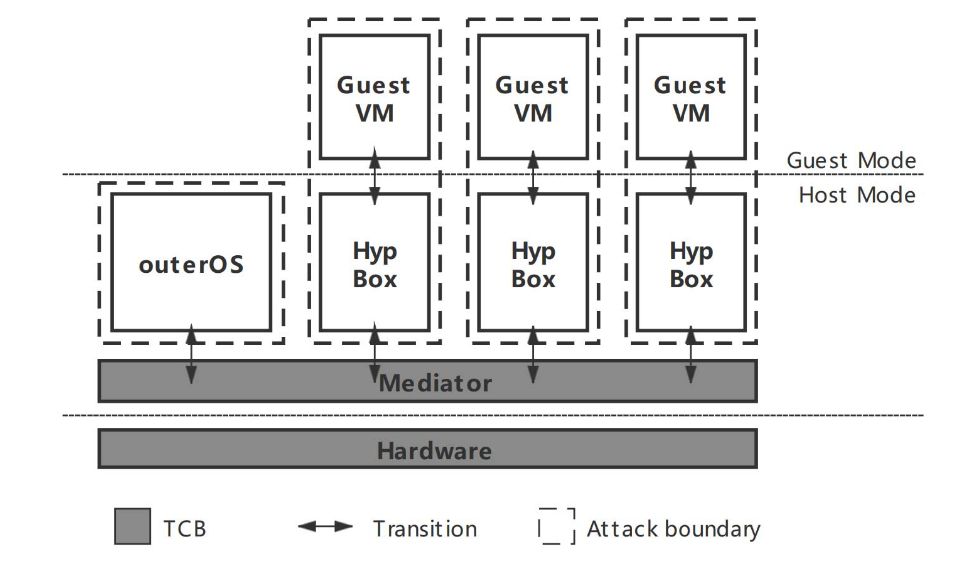 Guest
VM
Guest
VM
Guest
VM
Guest Mode
Host Mode
outerOS
Hyp
Box
Hyp
Box
Hyp
Box
Mediator
Hardware
TCB
Transition
Attack boundary